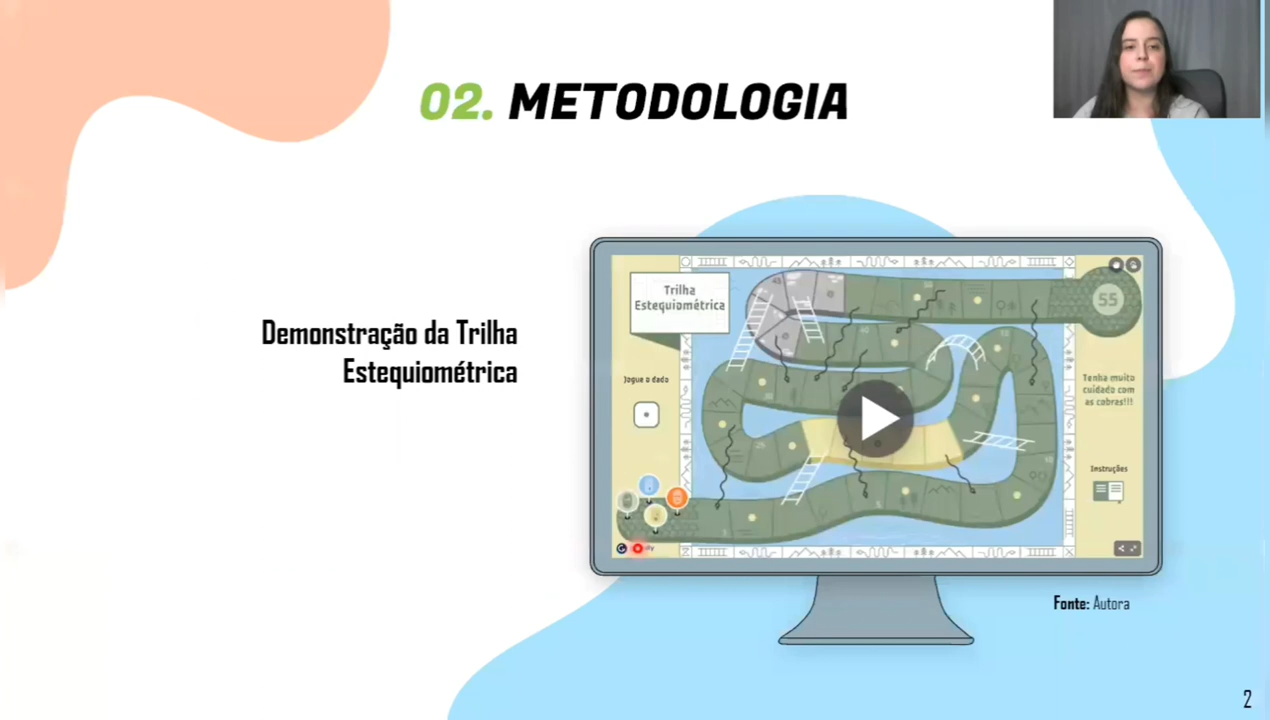 02. METODOLOGIA
Demonstração da Trilha
Estequiométrica
Trilha
Estequiométrica
Jogue o dado
55
Tenha muito
cuidado com
as cobras!!!
Instruções
Fonte: Autora
2